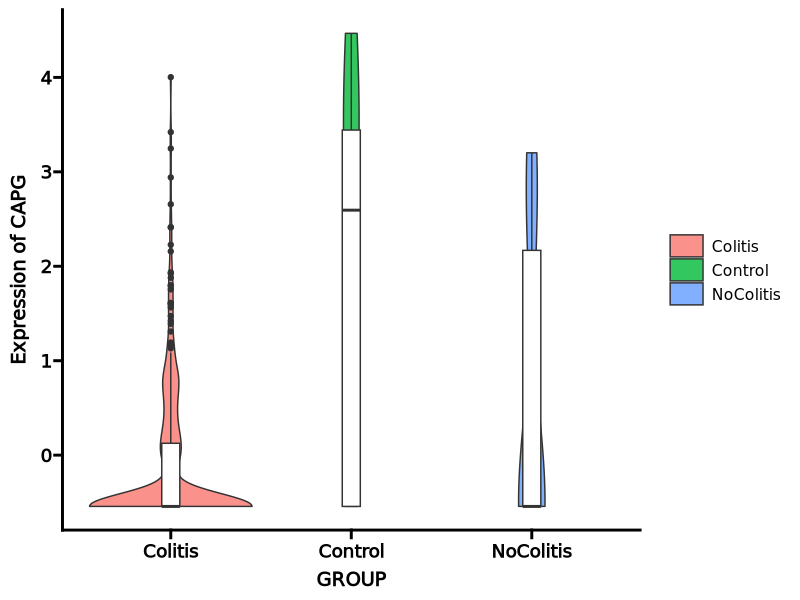 Expression of CAPG
4
3
2
1
0
Colitis
Control
NoColitis
GROUP
Colitis
Control
NoColitis